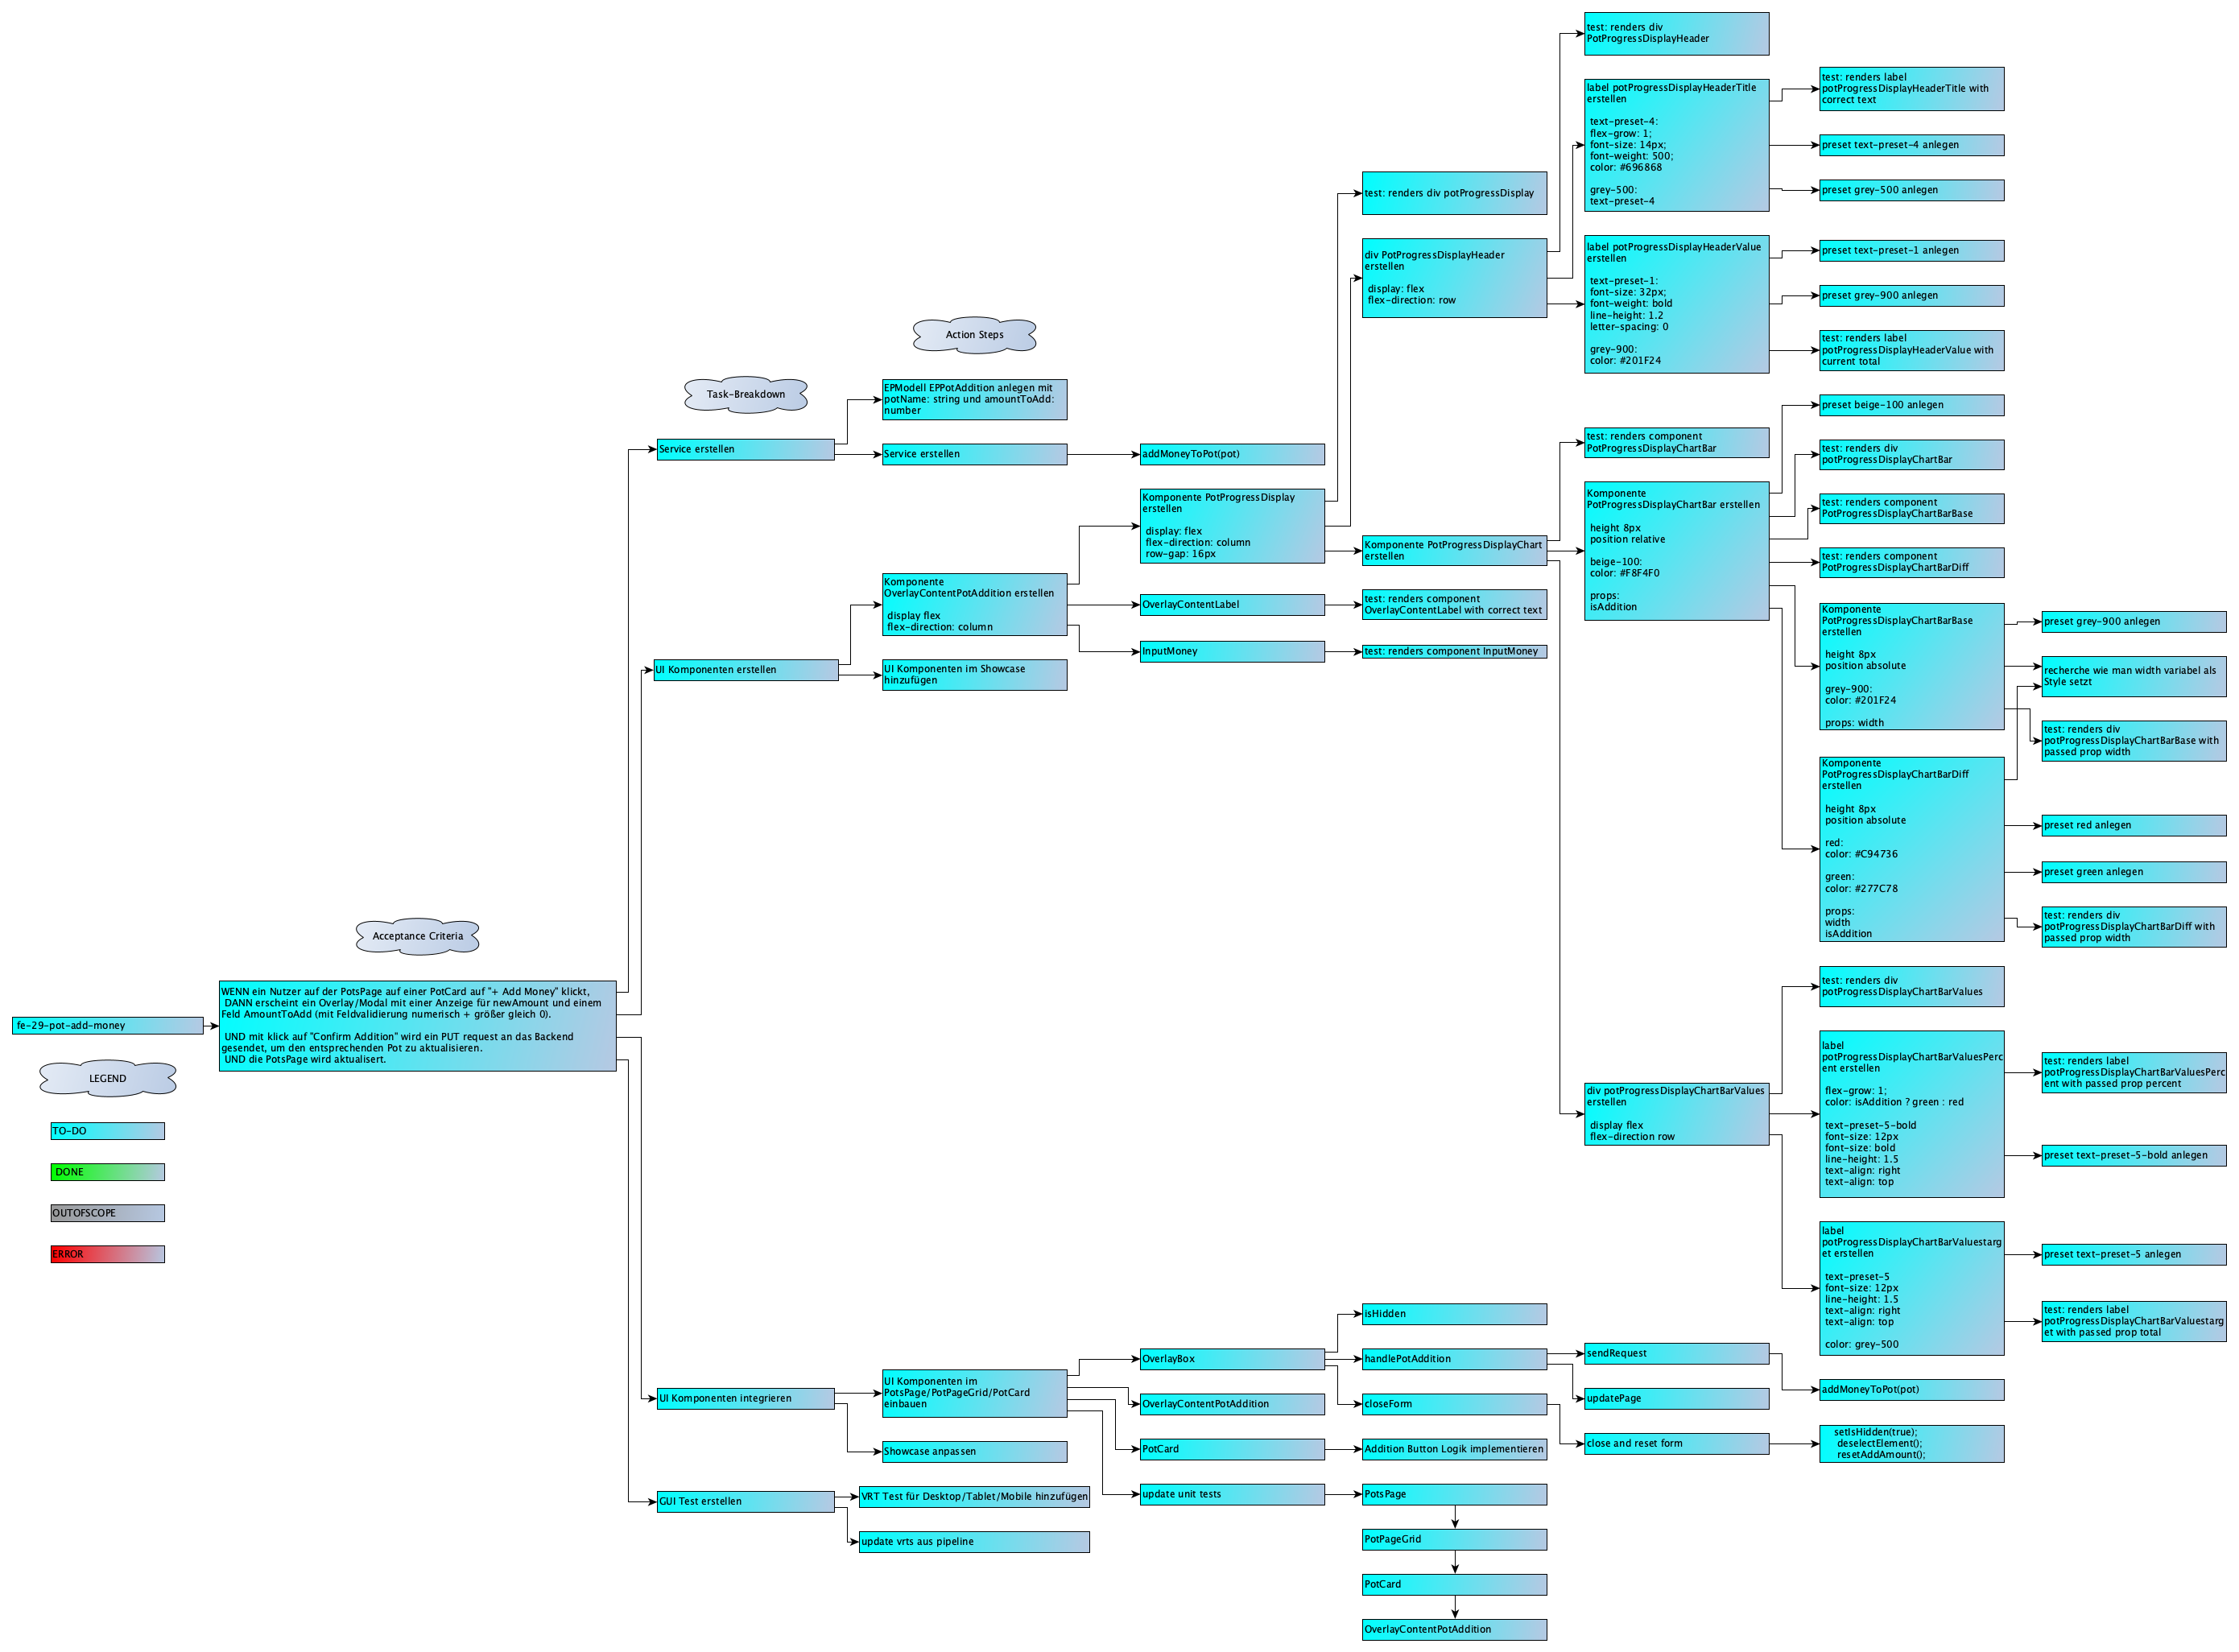 fe-29-pot-add-money
LEGEND
TO-DO
DONE
OUTOFSCOPE
ERROR
Acceptance Criteria
WENN ein Nutzer auf der PotsPage auf einer PotCard auf "+ Add Money" klickt,
DANN erscheint ein Overlay/Modal mit einer Anzeige für newAmount und einem
Feld AmountToAdd (mit Feldvalidierung numerisch + größer gleich 0).
UND mit klick auf "Confirm Addition" wird ein PUT request an das Backend
gesendet, um den entsprechenden Pot zu aktualisieren.
UND die PotsPage wird aktualisert.
Task-Breakdown
Service erstellen
UI Komponenten erstellen
UI Komponenten integrieren
GUI Test erstellen
Action Steps
EPModell EPPotAddition anlegen mit
potName: string und amountToAdd:
number
Service erstellen
Komponente
OverlayContentPotAddition erstellen
display flex
flex-direction: column
UI Komponenten im Showcase
hinzufügen
UI Komponenten im
PotsPage/PotPageGrid/PotCard
einbauen
Showcase anpassen
VRT Test für Desktop/Tablet/Mobile hinzufügen
update vrts aus pipeline
addMoneyToPot(pot)
Komponente PotProgressDisplay
erstellen
display: flex
flex-direction: column
row-gap: 16px
OverlayContentLabel
InputMoney
OverlayBox
OverlayContentPotAddition
PotCard
update unit tests
test: renders div potProgressDisplay
div PotProgressDisplayHeader
erstellen
display: flex
flex-direction: row
Komponente PotProgressDisplayChart
erstellen
test: renders component
OverlayContentLabel with correct text
test: renders component InputMoney
isHidden
handlePotAddition
closeForm
Addition Button Logik implementieren
PotsPage
PotPageGrid
PotCard
OverlayContentPotAddition
test: renders div
PotProgressDisplayHeader
label potProgressDisplayHeaderTitle
erstellen
text-preset-4:
flex-grow: 1;
font-size: 14px;
font-weight: 500;
color: #696868
grey-500:
text-preset-4
label potProgressDisplayHeaderValue
erstellen
text-preset-1:
font-size: 32px;
font-weight: bold
line-height: 1.2
letter-spacing: 0
grey-900:
color: #201F24
test: renders component
PotProgressDisplayChartBar
Komponente
PotProgressDisplayChartBar erstellen
height 8px
position relative
beige-100:
color: #F8F4F0
props:
isAddition
div potProgressDisplayChartBarValues
erstellen
display flex
flex-direction row
sendRequest
updatePage
close and reset form
test: renders label
potProgressDisplayHeaderTitle with
correct text
preset text-preset-4 anlegen
preset grey-500 anlegen
preset text-preset-1 anlegen
preset grey-900 anlegen
test: renders label
potProgressDisplayHeaderValue with
current total
preset beige-100 anlegen
test: renders div
potProgressDisplayChartBar
test: renders component
PotProgressDisplayChartBarBase
test: renders component
PotProgressDisplayChartBarDiff
Komponente
PotProgressDisplayChartBarBase
erstellen
height 8px
position absolute
grey-900:
color: #201F24
props: width
Komponente
PotProgressDisplayChartBarDiff
erstellen
height 8px
position absolute
red:
color: #C94736
green:
color: #277C78
props:
width
isAddition
test: renders div
potProgressDisplayChartBarValues
label
potProgressDisplayChartBarValuesPerc
ent erstellen
flex-grow: 1;
color: isAddition ? green : red
text-preset-5-bold
font-size: 12px
font-size: bold
line-height: 1.5
text-align: right
text-align: top
label
potProgressDisplayChartBarValuestarg
et erstellen
text-preset-5
font-size: 12px
line-height: 1.5
text-align: right
text-align: top
color: grey-500
addMoneyToPot(pot)
setIsHidden(true);
deselectElement();
resetAddAmount();
preset grey-900 anlegen
recherche wie man width variabel als
Style setzt
test: renders div
potProgressDisplayChartBarBase with
passed prop width
preset red anlegen
preset green anlegen
test: renders div
potProgressDisplayChartBarDiff with
passed prop width
test: renders label
potProgressDisplayChartBarValuesPerc
ent with passed prop percent
preset text-preset-5-bold anlegen
preset text-preset-5 anlegen
test: renders label
potProgressDisplayChartBarValuestarg
et with passed prop total